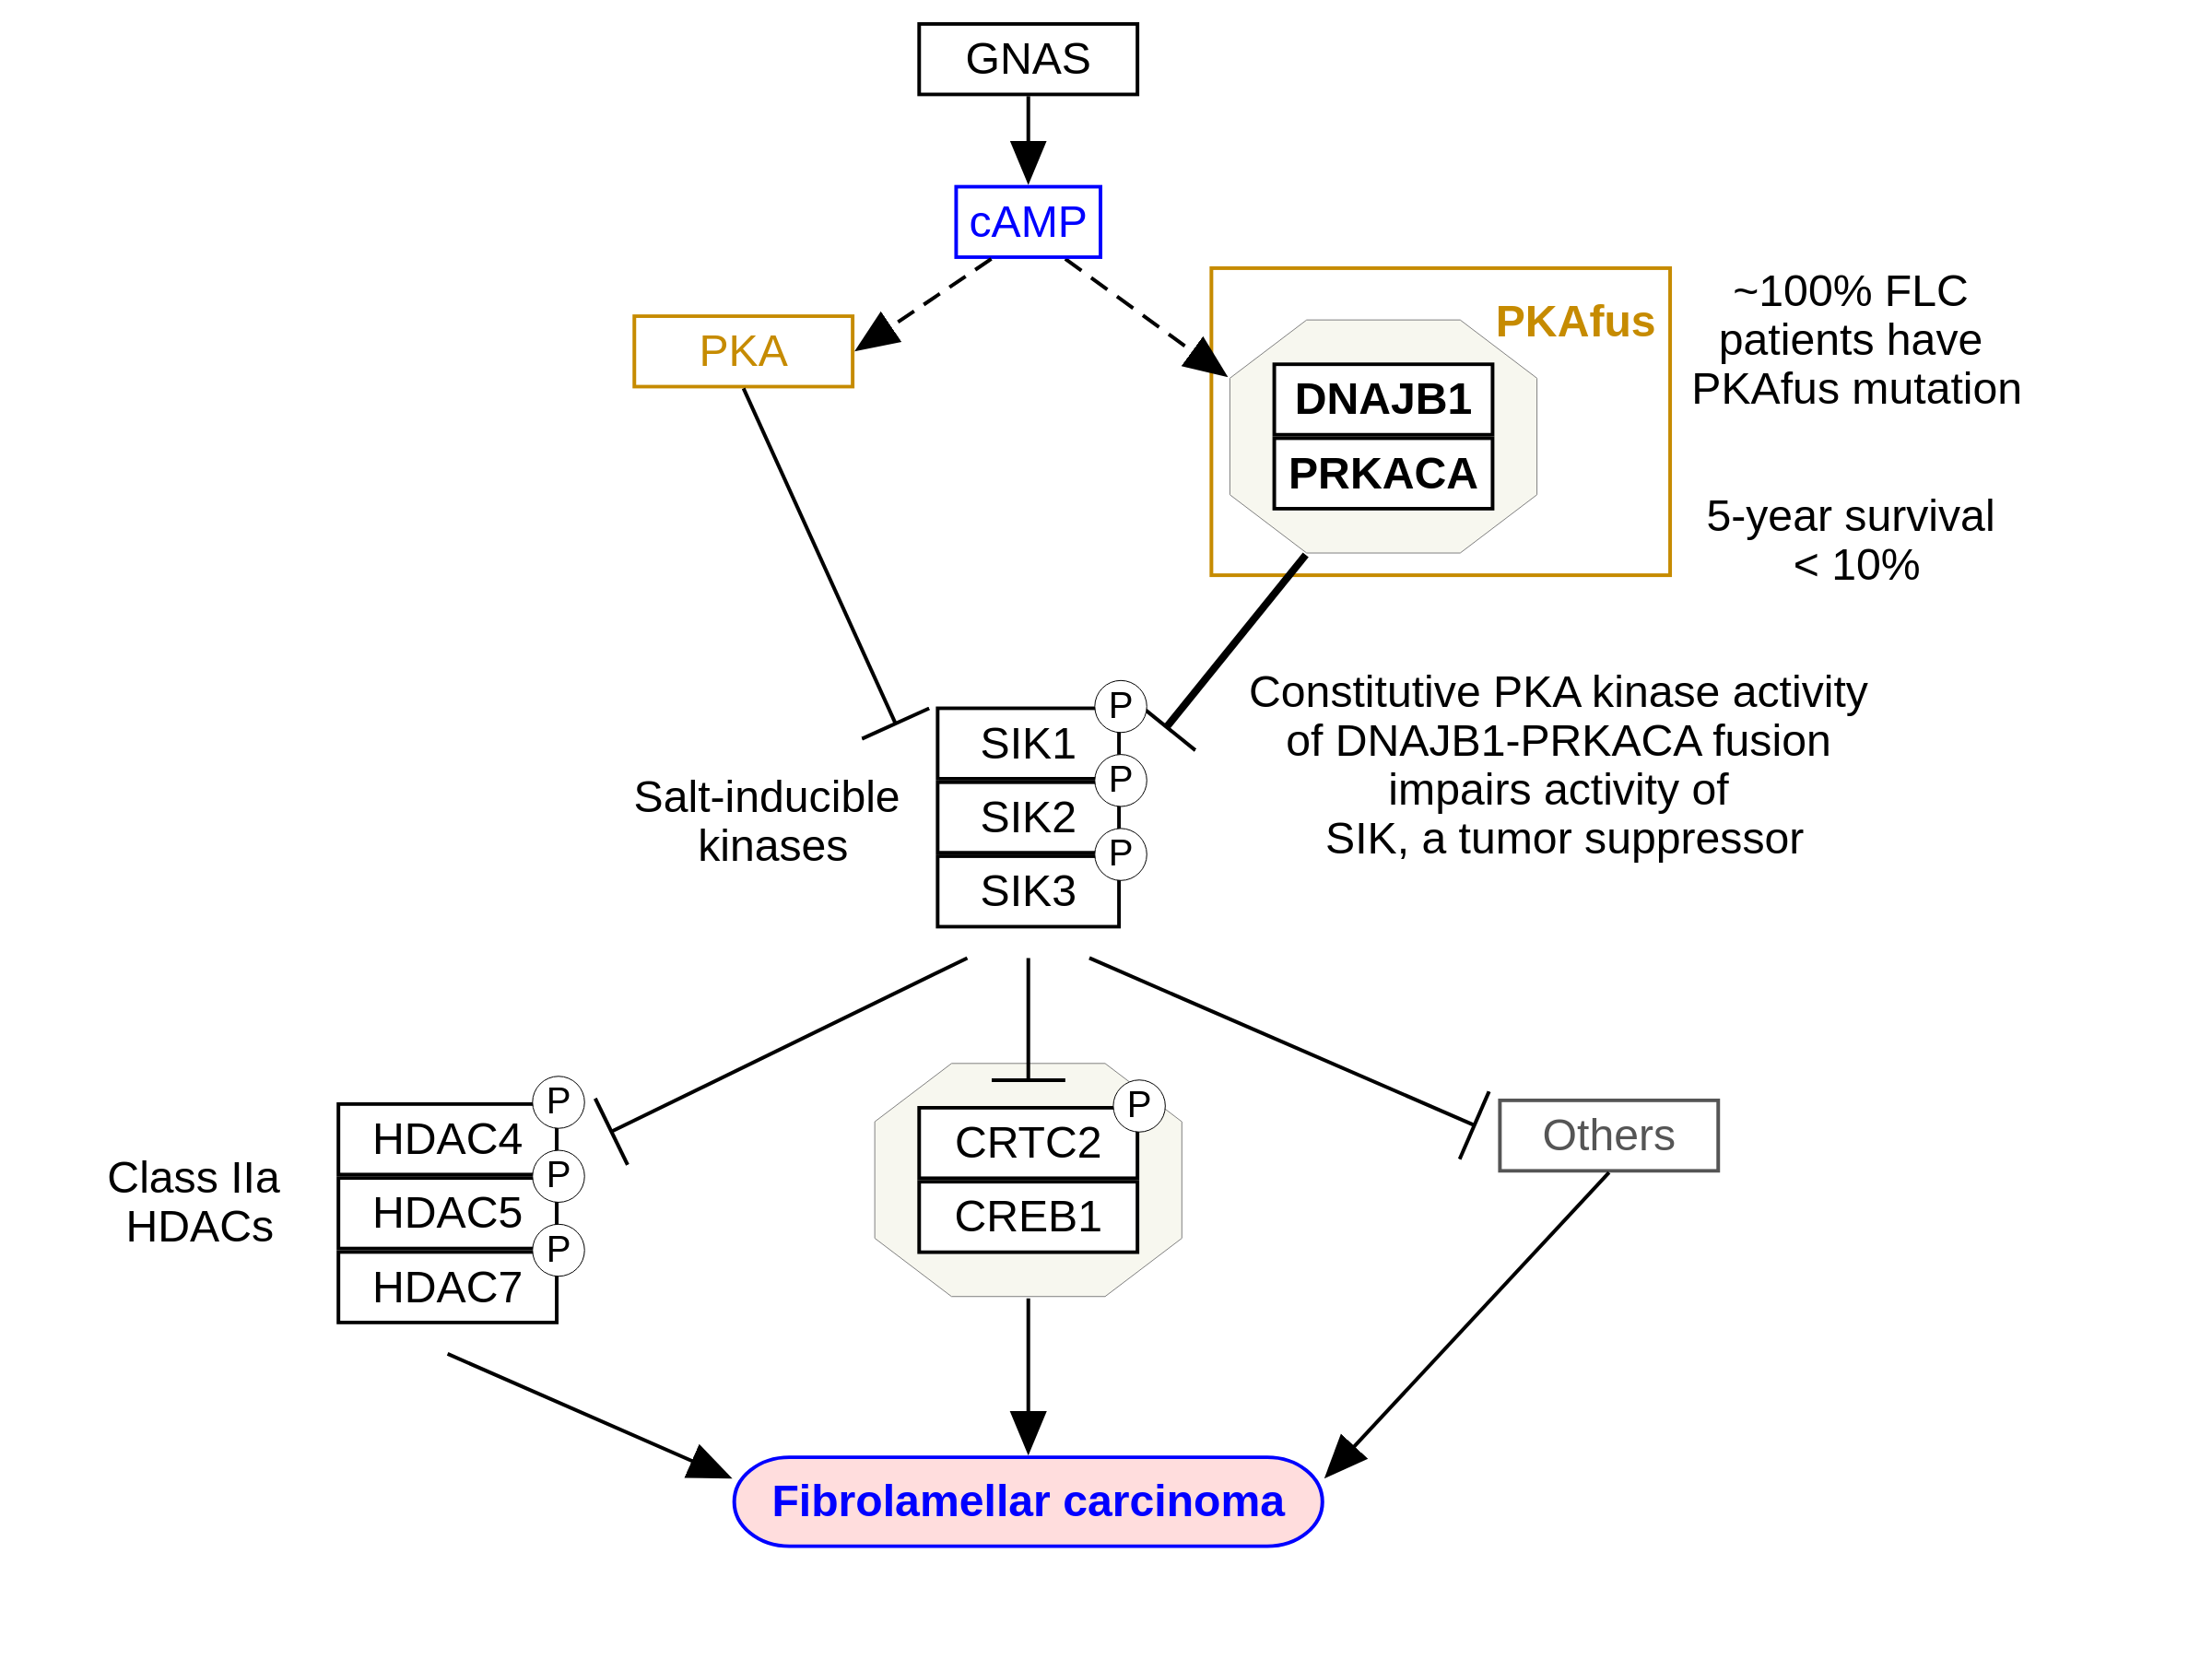 GNAS
cAMP
PKA
PKAfus
DNAJB1
PRKACA
~100% FLC
patients have
PKAfus mutation
5-year survival
< 10%
Constitutive PKA kinase activity
of DNAJB1-PRKACA fusion
impairs activity of
SIK, a tumor suppressor
Salt-inducible
kinases
P
SIK1
P
SIK2
P
SIK3
Class IIa
HDACs
P
HDAC4
P
HDAC5
P
HDAC7
P
CRTC2
CREB1
Others
Fibrolamellar carcinoma